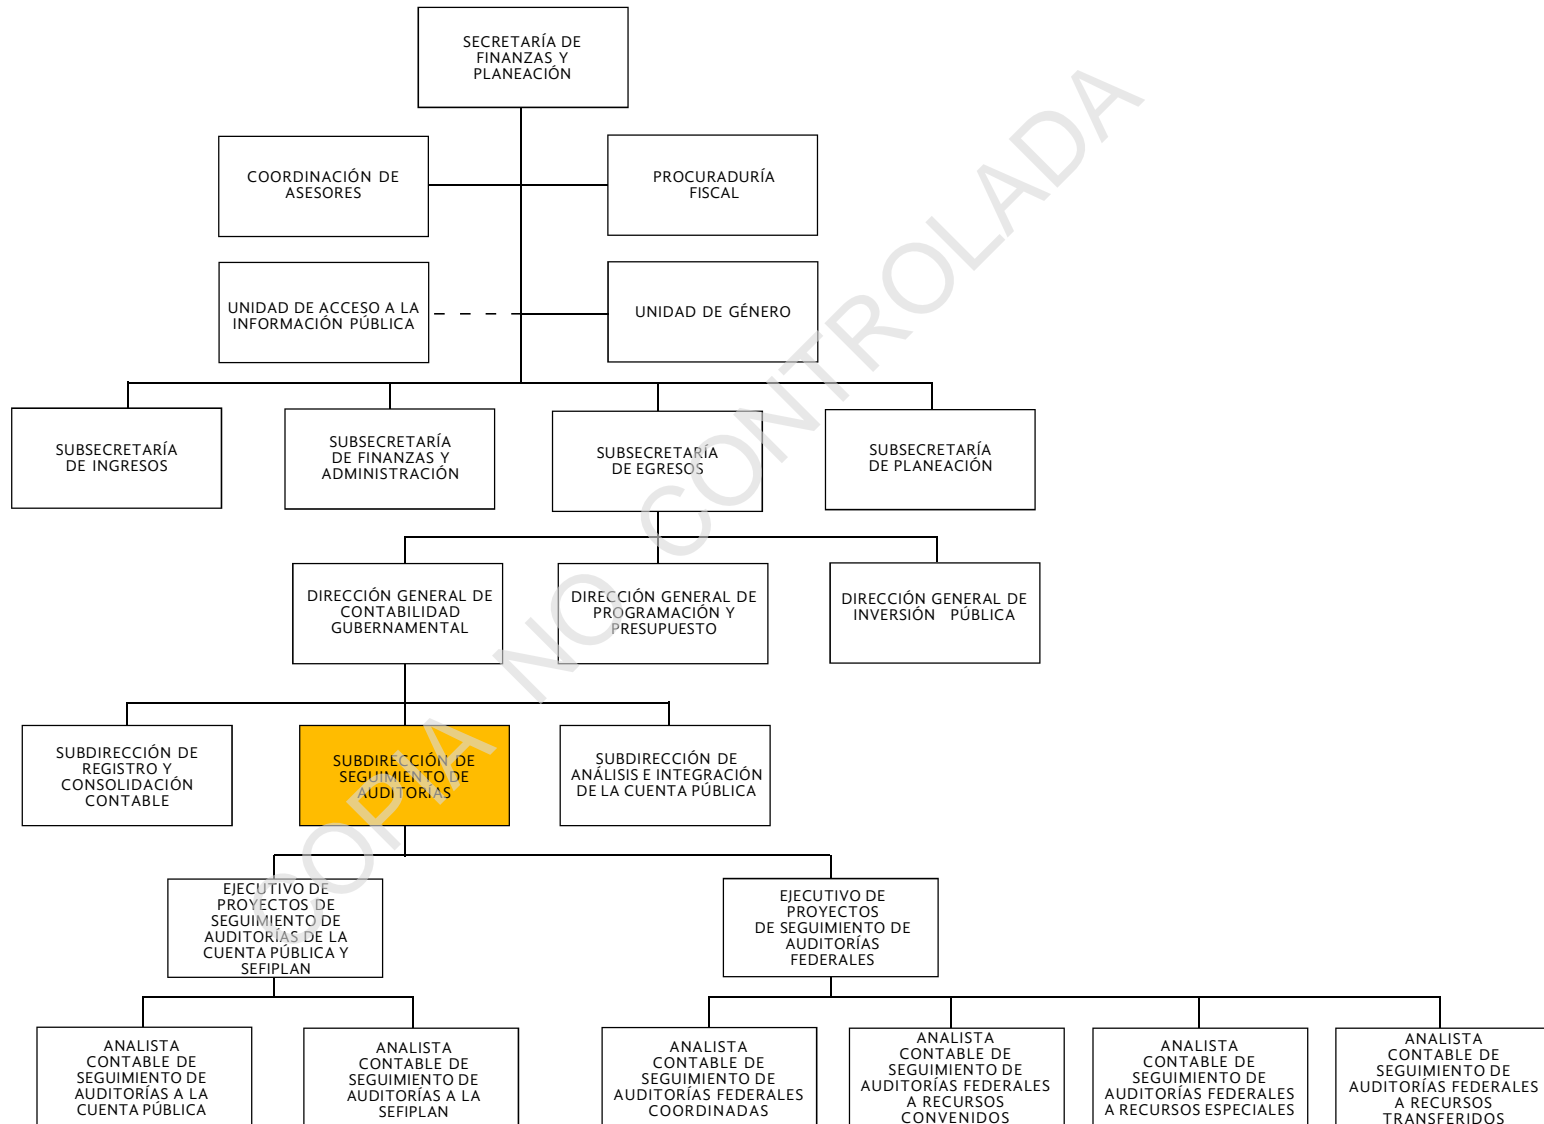 SECRETARÍA DE
FINANZAS Y
PLANEACIÓN
COORDINACIÓN DE
ASESORES
PROCURADURÍA
FISCAL
UNIDAD DE ACCESO A LA
INFORMACIÓN PÚBLICA
UNIDAD DE GÉNERO
SUBSECRETARÍA
DE INGRESOS
SUBSECRETARÍA
DE FINANZAS Y
ADMINISTRACIÓN
SUBSECRETARÍA
DE EGRESOS
SUBSECRETARÍA
DE PLANEACIÓN
DIRECCIÓN GENERAL DE
CONTABILIDAD
GUBERNAMENTAL
DIRECCIÓN GENERAL DE
PROGRAMACIÓN Y
PRESUPUESTO
DIRECCIÓN GENERAL DE
INVERSIÓN PÚBLICA
SUBDIRECCIÓN DE
REGISTRO Y
CONSOLIDACIÓN
CONTABLE
SUBDIRECCIÓN DE
SEGUIMIENTO DE
AUDITORÍAS
SUBDIRECCIÓN DE
ANÁLISIS E INTEGRACIÓN
DE LA CUENTA PÚBLICA
EJECUTIVO DE
PROYECTOS DE
SEGUIMIENTO DE
AUDITORÍAS DE LA
CUENTA PÚBLICA Y
SEFIPLAN
EJECUTIVO DE
PROYECTOS
DE SEGUIMIENTO DE
AUDITORÍAS
FEDERALES
ANALISTA
CONTABLE DE
SEGUIMIENTO DE
AUDITORÍAS A LA
CUENTA PÚBLICA
ANALISTA
CONTABLE DE
SEGUIMIENTO DE
AUDITORÍAS A LA
SEFIPLAN
ANALISTA
CONTABLE DE
SEGUIMIENTO DE
AUDITORÍAS FEDERALES
COORDINADAS
ANALISTA
CONTABLE DE
SEGUIMIENTO DE
AUDITORÍAS FEDERALES
A RECURSOS
CONVENIDOS
ANALISTA
CONTABLE DE
SEGUIMIENTO DE
AUDITORÍAS FEDERALES
A RECURSOS ESPECIALES
ANALISTA
CONTABLE DE
SEGUIMIENTO DE
AUDITORÍAS FEDERALES
A RECURSOS
TRANSFERIDOS
COPIA NO CONTROLADA